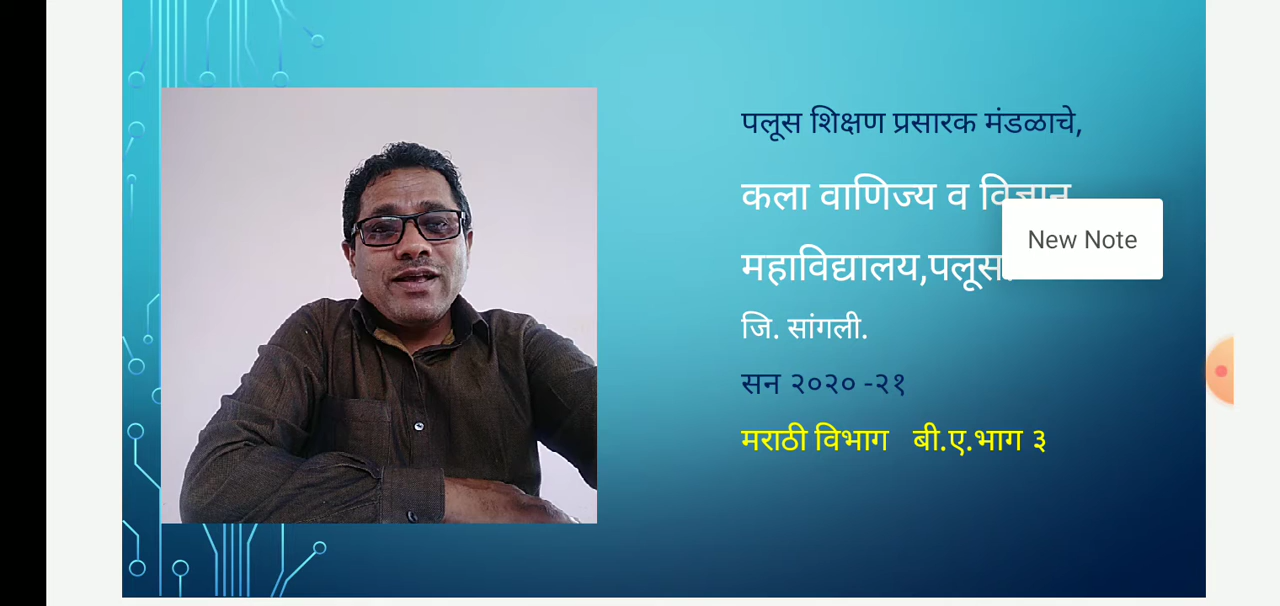 पलूस शिक्षण प्रसारक मंडळाचे,
कला वाणिज्य व विज्ञान
New Note
महाविद्यालय,पलूस.
जि. सांगली.
सन २०२० -२१
मराठी विभाग बी.ए.भाग ३